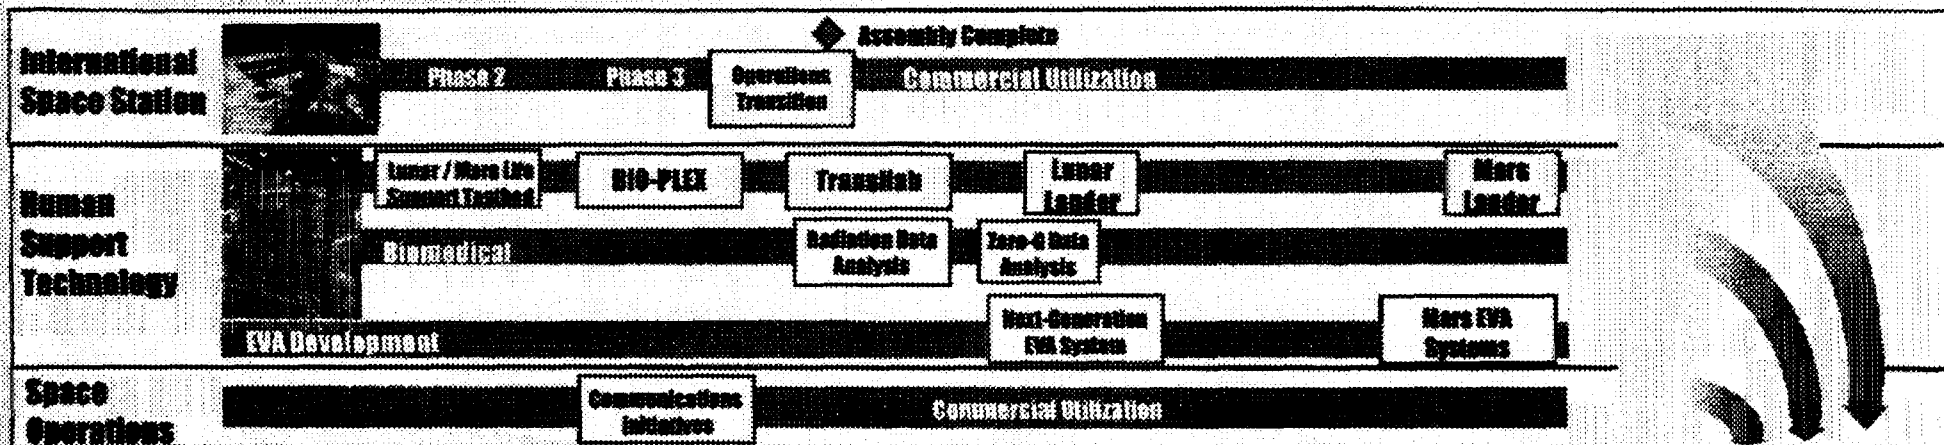 Assembly Complete
International
Space Station
Phase 2
Phase 3
Operations
Transition
Commercial Utilization
Human
Support
Technology
Lunar / Mars Life
Support Testbed
BIO-PLEX
Transhab
Lunar
Lander
Mars
Lander
Biomedical
Radiation Data
Analysis
Zero-G Data
Analysis
EVA Development
Next-Generation
EVA System
Mars EVA
Systems
Space
Operations
Communications
Initiatives
Commercial Utilization